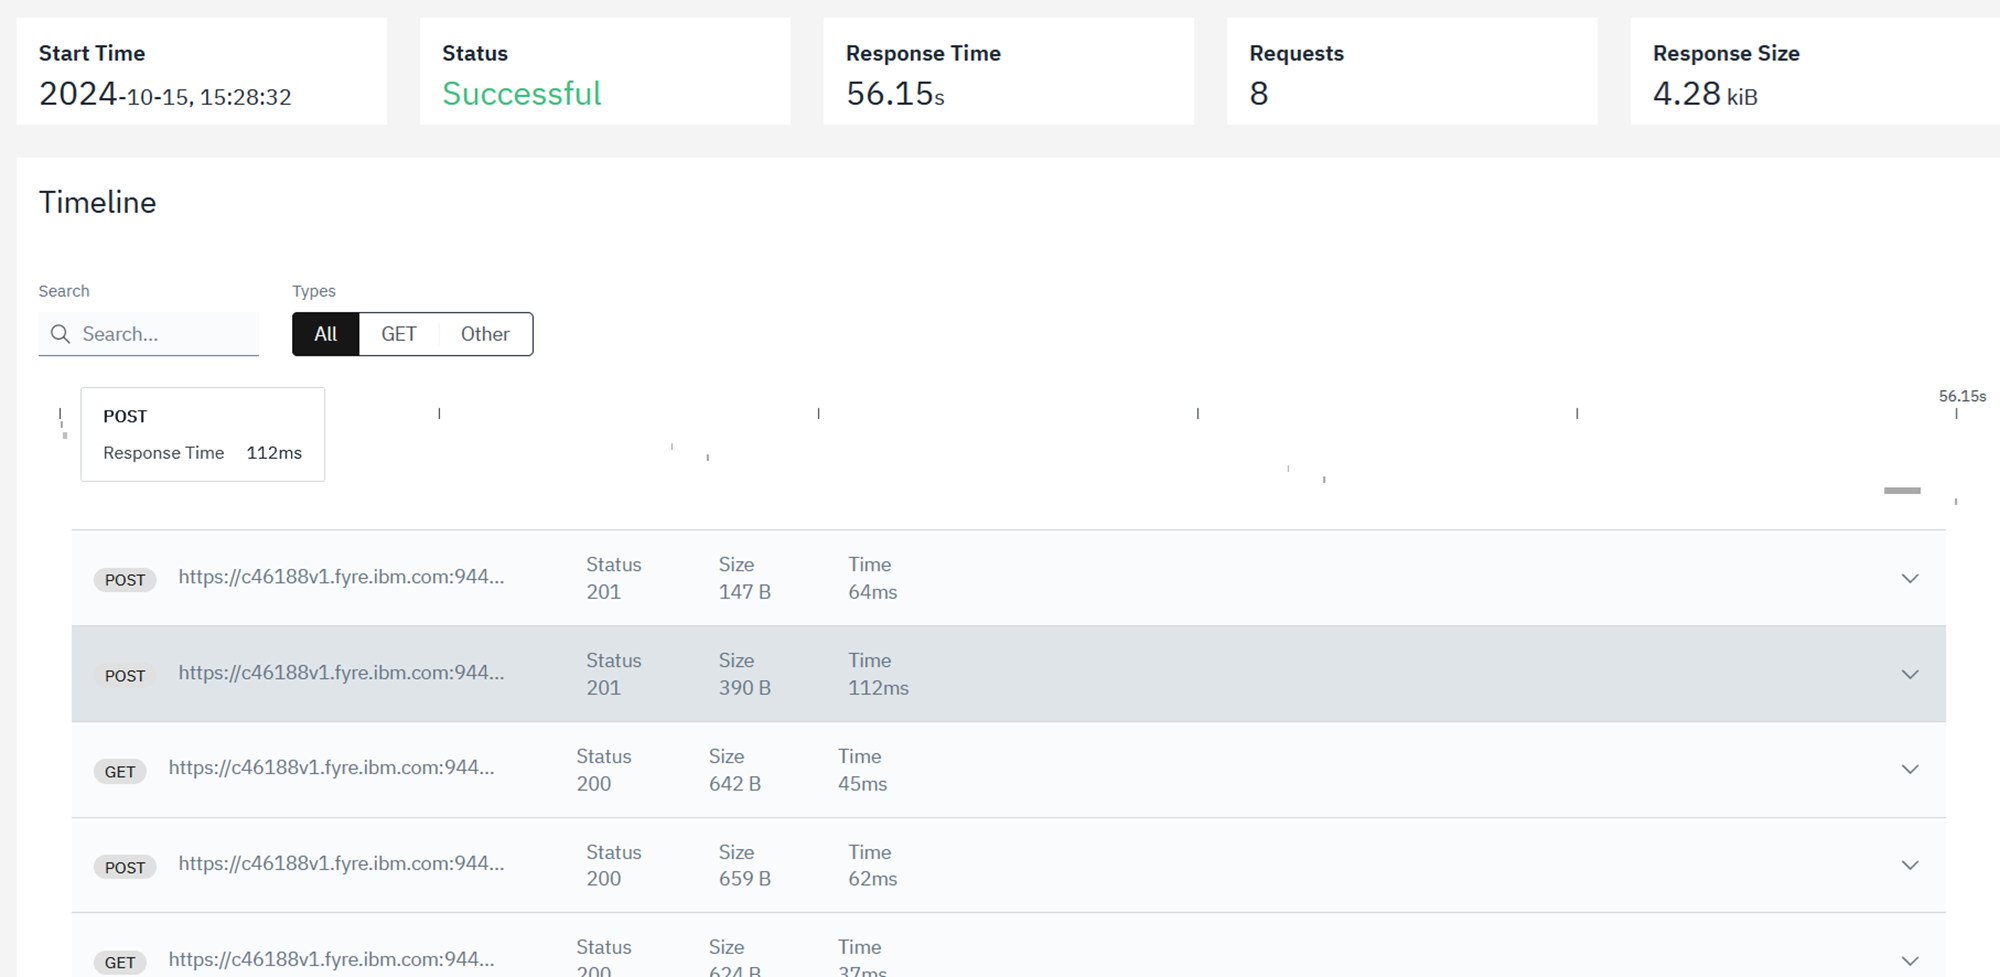 Start Time
2024-10-15, 15:28:32
Status
Successful
Response Time
56.15s
Requests
8
Response Size
4.28 kiB
Timeline
Search
Search...
Types
All GET Other
56.15s
POST
Response Time 112ms
POST https://c46188v1.fyre.ibm.com:944... Status Size Time
201 147 B 64ms
POST https://c46188v1.fyre.ibm.com:944... Status Size Time
201 390 B 112ms
GET https://c46188v1.fyre.ibm.com:944... Status Size Time
200 642 B 45ms
POST https://c46188v1.fyre.ibm.com:944... Status Size Time
200 659 B 62ms
GET https://c46188v1.fyre.ibm.com:944... Status Size Time
200 624 B 37ms